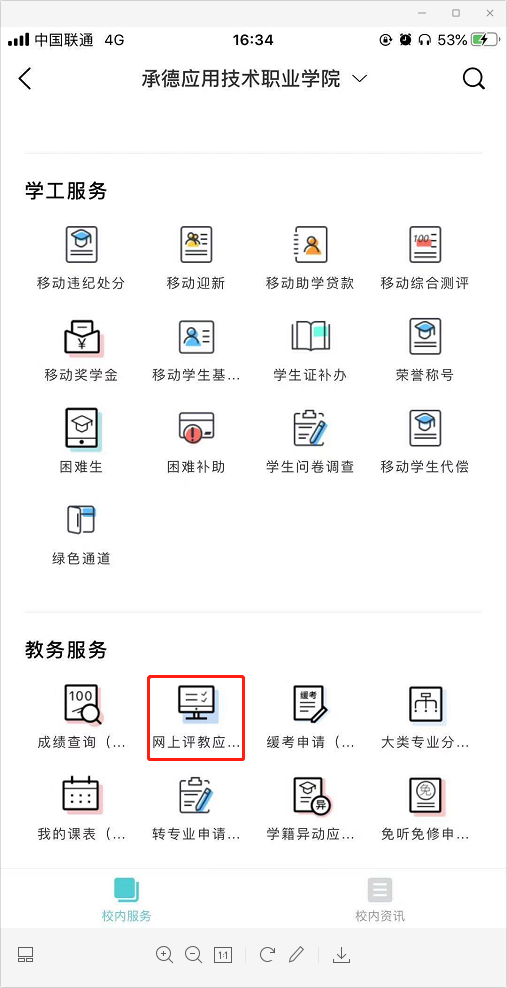 中国联通 4G 16:34 53%
承德应用技术职业学院
学工服务
移动违纪处分 移动迎新 移动助学贷款 移动综合测评
移动奖学金 移动学生基... 学生证补办 荣誉称号
困难生 困难补助 学生问卷调查 移动学生代偿
绿色通道
教务服务
100 缓考
成绩查询（... 网上评教应... 缓考申请（... 大类专业分...
异 免
我的课表（... 转专业申请... 学籍异动应... 免听免修申...
校内服务 校内资讯
1:1